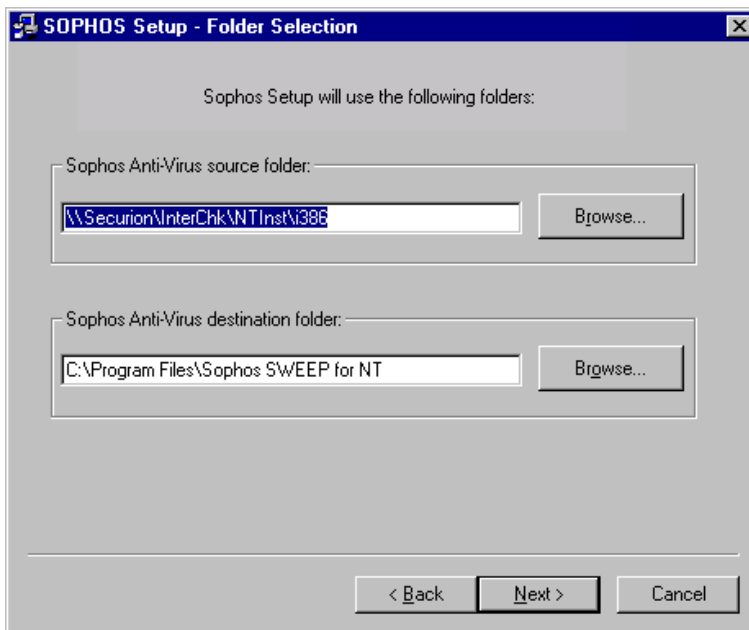 SOPHOS Setup - Folder Selection
Sophos Setup will use the following folders:
Sophos Anti-Virus source folder:
\\Securion\InterChk\NTInst\i386
Browse...
Sophos Anti-Virus destination folder:
C:\Program Files\Sophos SWEEP for NT
Browse...
< Back
Next >
Cancel